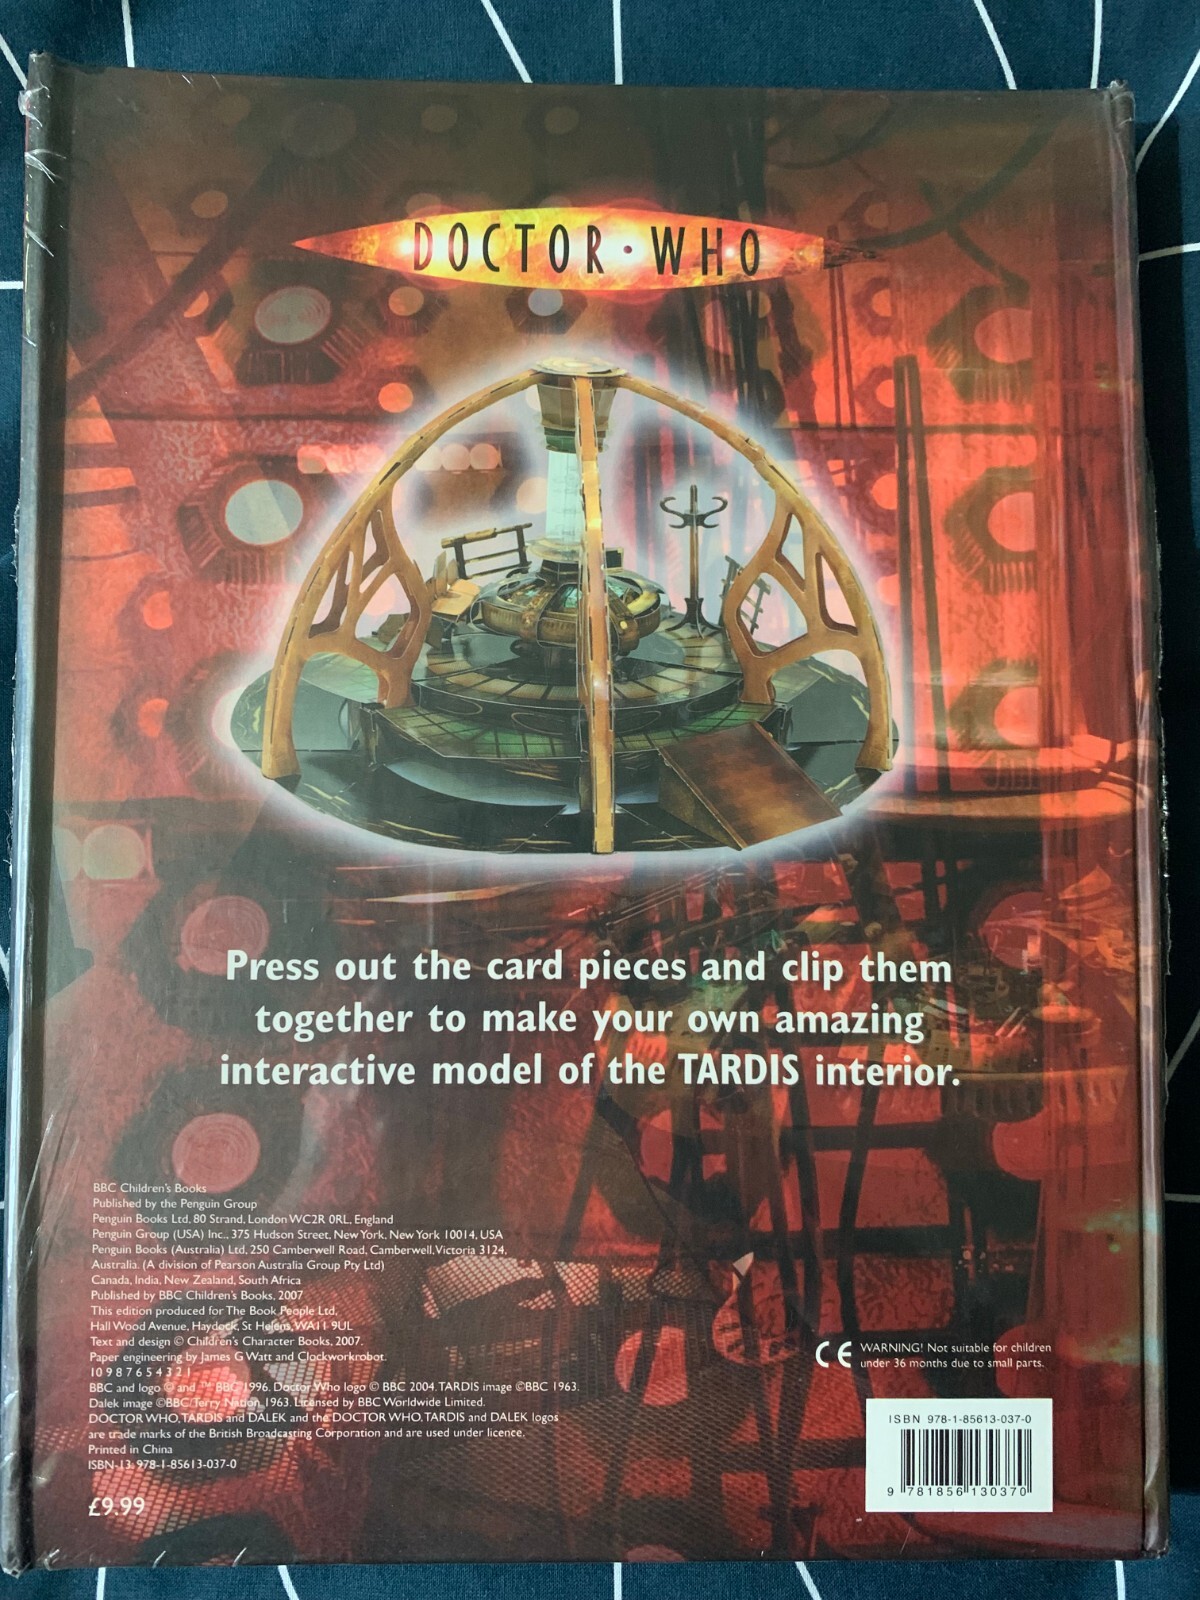 DOCTOR · WHO
Press out the card pieces and clip them
together to make your own amazing
interactive model of the TARDIS interior.
BBC Children's Books
Published by the Penguin Group
Penguin Books Ltd, 80 Strand, London WC2R 0RL, England
Penguin Group (USA) Inc., 375 Hudson Street, New York, New York 10014, USA
Penguin Books (Australia) Ltd, 250 Camberwell Road, Camberwell, Victoria 3124,
Australia. (A division of Pearson Australia Group Pty Ltd)
Canada, India, New Zealand, South Africa
Published by BBC Children's Books, 2007
This edition produced for The Book People Ltd,
Hall Wood Avenue, Haydock, St Helens, WA11 9UL
Text and design © Children's Character Books, 2007.
Paper engineering by James G Watt and Clockworkrobot.
10 9 8 7 6 5 4 3 2 1
BBC and logo © and ™ BBC 1996. Doctor Who logo © BBC 2004. TARDIS image ©BBC 1963.
Dalek image ©BBC/Terry Nation 1963. Licensed by BBC Worldwide Limited.
DOCTOR WHO, TARDIS and DALEK and the DOCTOR WHO, TARDIS and DALEK logos
are trade marks of the British Broadcasting Corporation and are used under licence.
Printed in China
ISBN-13: 978-1-85613-037-0
£9.99
CE
WARNING! Not suitable for children
under 36 months due to small parts.
ISBN 978-1-85613-037-0
9 781856 130370